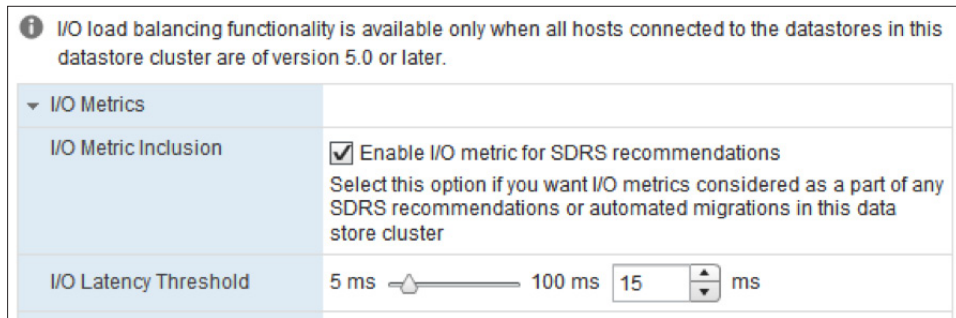 I/O load balancing functionality is available only when all hosts connected to the datastores in this
datastore cluster are of version 5.0 or later.
I/O Metrics
I/O Metric Inclusion
Enable I/O metric for SDRS recommendations
Select this option if you want I/O metrics considered as a part of any
SDRS recommendations or automated migrations in this data
store cluster
I/O Latency Threshold 5 ms 100 ms 15 ms